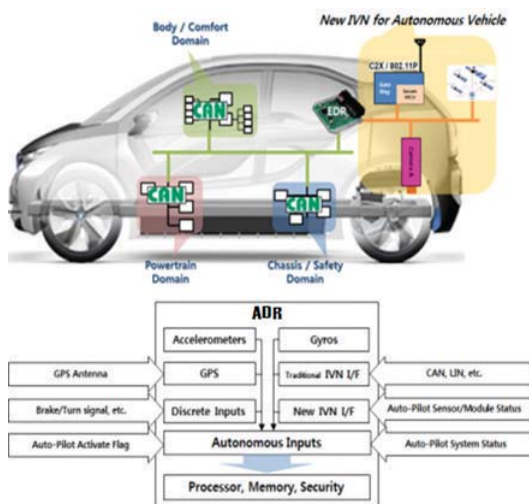 Body / Comfort
Domain
New IVN for Autonomous Vehicle
C2X / 802.11P
CAN
EDR
CAN
CAN
Powertrain
Domain
Chassis / Safety
Domain
ADR
Accelerometers
Gyros
GPS Antenna
GPS
Traditional IVN I/F
CAN, LIN, etc.
Brake/Turn signal, etc.
Discrete Inputs
New IVN I/F
Auto-Pilot Sensor/Module Status
Auto-Pilot Activate Flag
Autonomous Inputs
Auto-Pilot System Status
Processor, Memory, Security